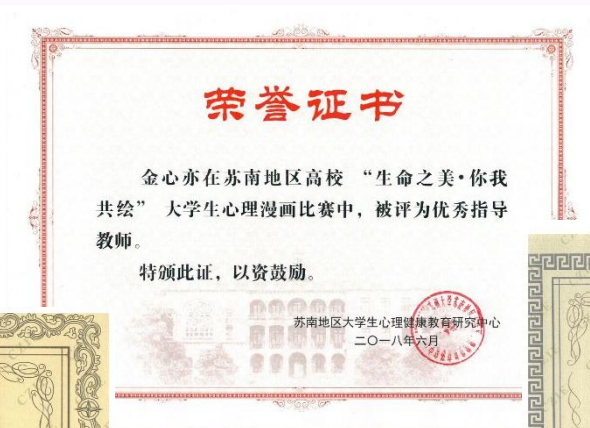 荣誉证书
金心亦在苏南地区高校 “生命之美·你我
共绘” 大学生心理漫画比赛中，被评为优秀指导
教师。
特颁此证，以资鼓励。
苏南地区大学生心理健康教育研究中心
二〇一八年六月